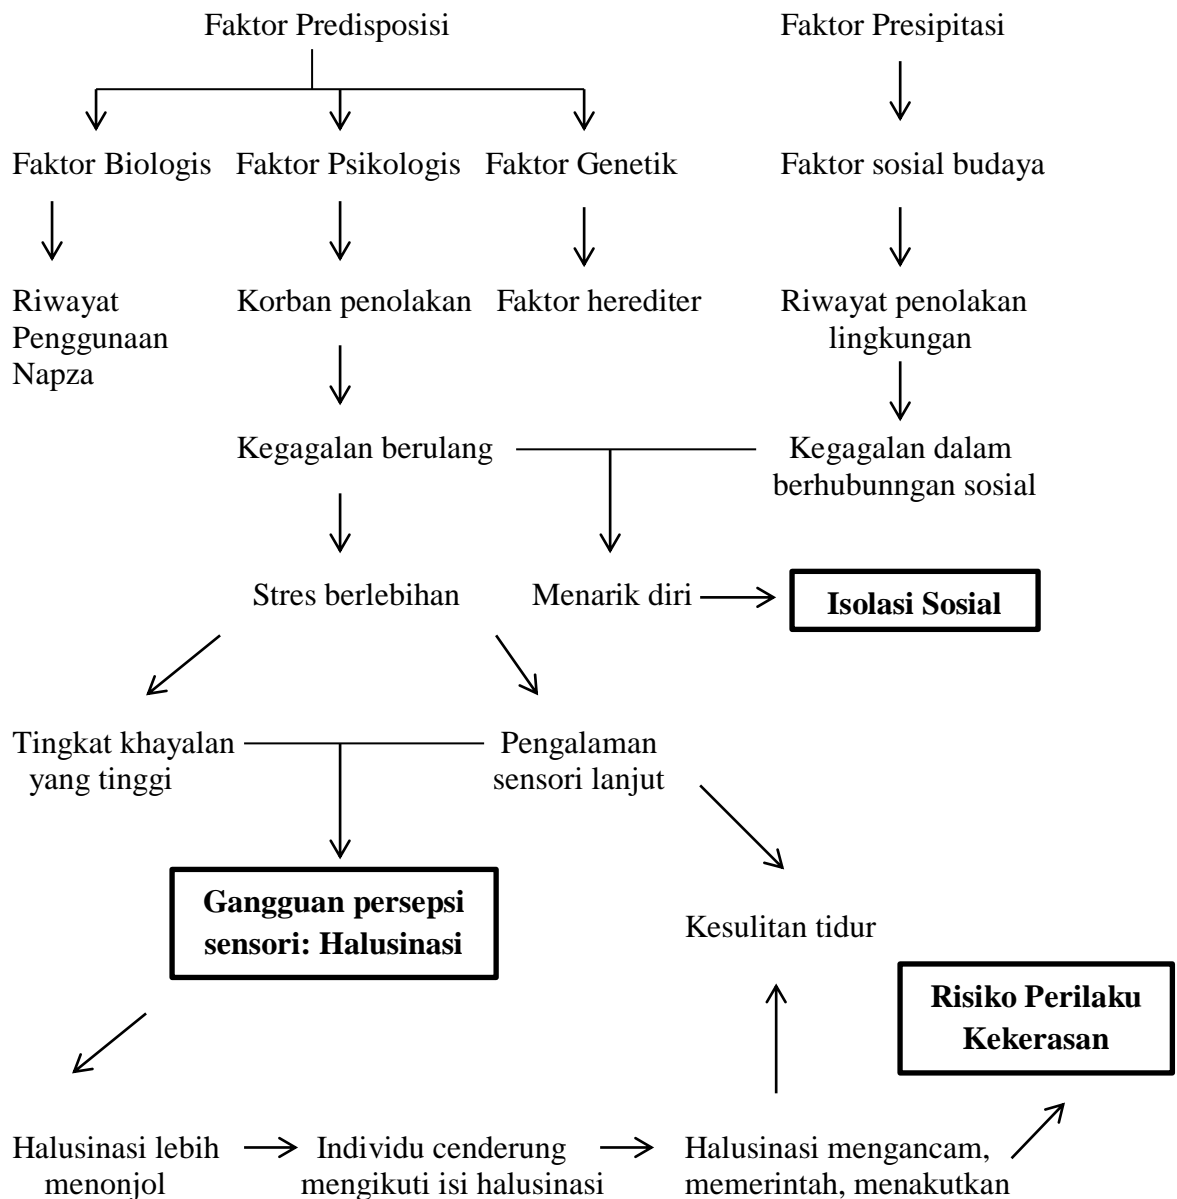 Faktor Predisposisi
Faktor Presipitasi
Faktor Biologis
Faktor Psikologis
Faktor Genetik
Faktor sosial budaya
Riwayat
Penggunaan
Napza
Korban penolakan
Faktor herediter
Riwayat penolakan
lingkungan
Kegagalan berulang
Kegagalan dalam
berhubunngan sosial
Stres berlebihan
Menarik diri
Isolasi Sosial
Tingkat khayalan
yang tinggi
Pengalaman
sensori lanjut
Gangguan persepsi
sensori: Halusinasi
Kesulitan tidur
Risiko Perilaku
Kekerasan
Halusinasi lebih
menonjol
Individu cenderung
mengikuti isi halusinasi
Halusinasi mengancam,
memerintah, menakutkan